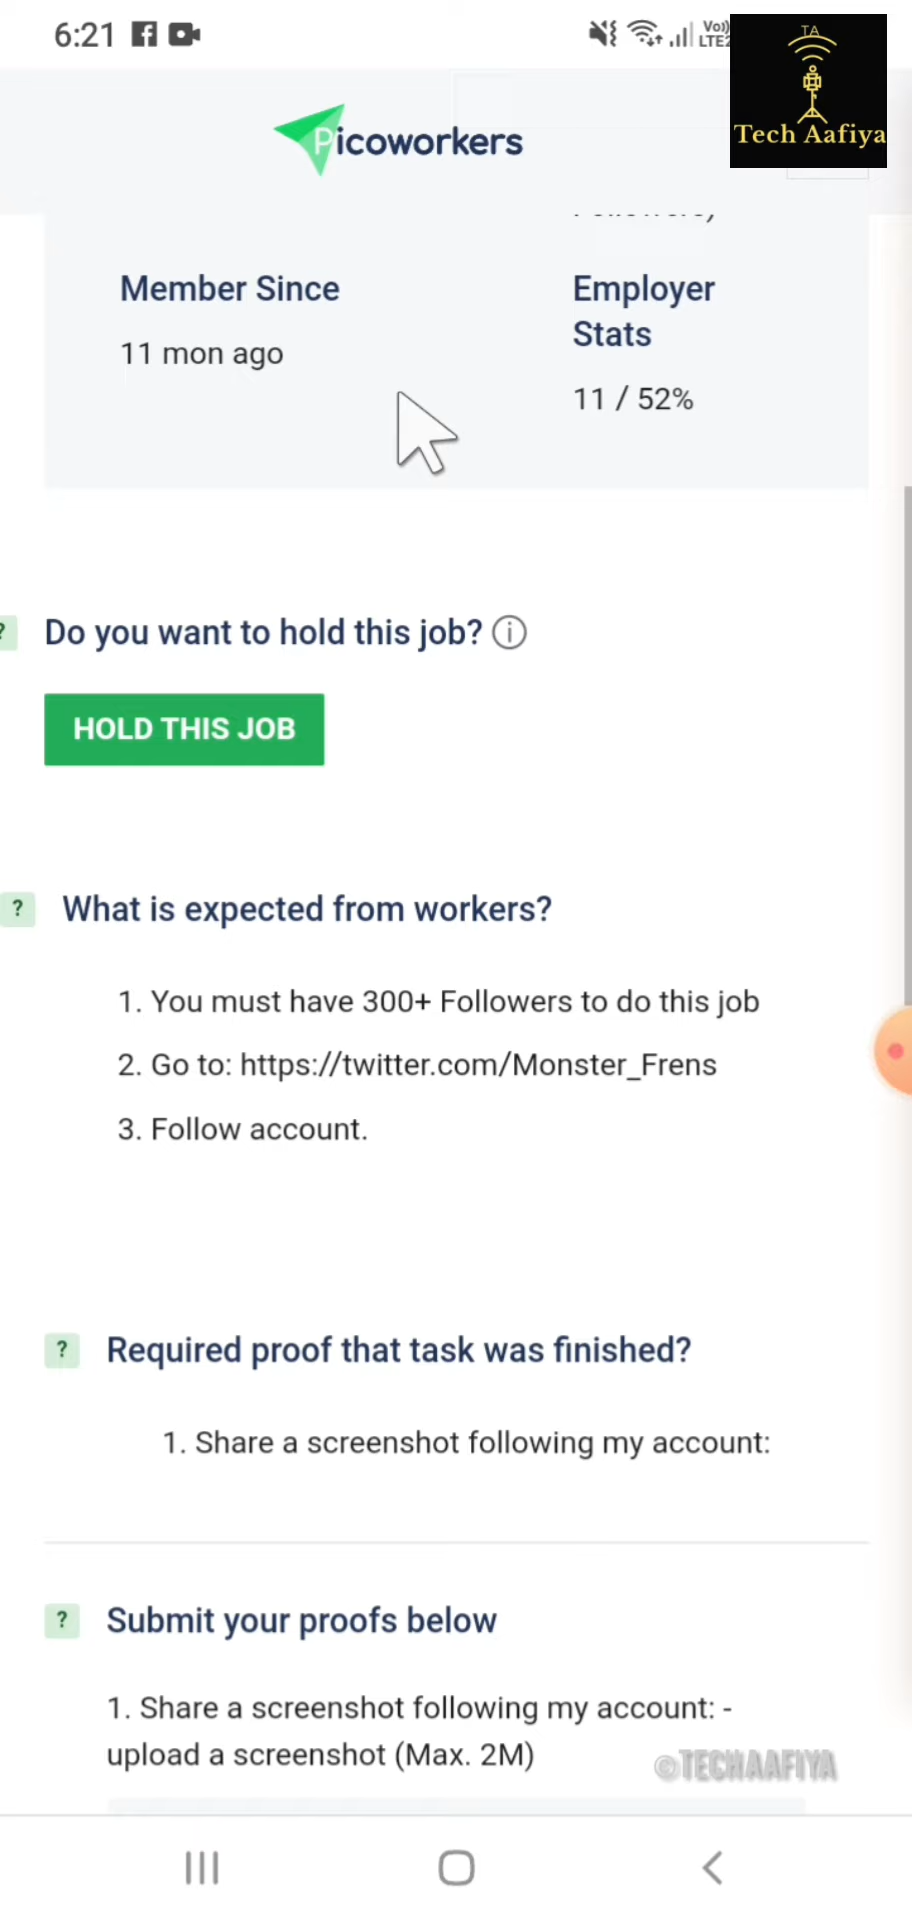 6:21
Vo))
LTE2
TA
Tech Aafiya
Picoworkers
Member Since
Employer
Stats
11 mon ago
11 / 52%
?
Do you want to hold this job?
HOLD THIS JOB
?
What is expected from workers?
1. You must have 300+ Followers to do this job
2. Go to: https://twitter.com/Monster_Frens
3. Follow account.
?
Required proof that task was finished?
1. Share a screenshot following my account:
?
Submit your proofs below
1. Share a screenshot following my account: -
upload a screenshot (Max. 2M)
©TECHAAFIYA